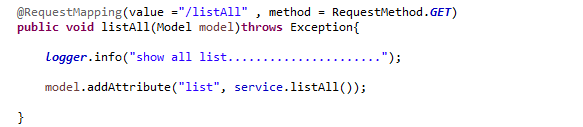 @RequestMapping(value ="/listAll" , method = RequestMethod.GET)
public void listAll(Model model)throws Exception{
logger.info("show all list......................");
model.addAttribute("list", service.listAll());
}